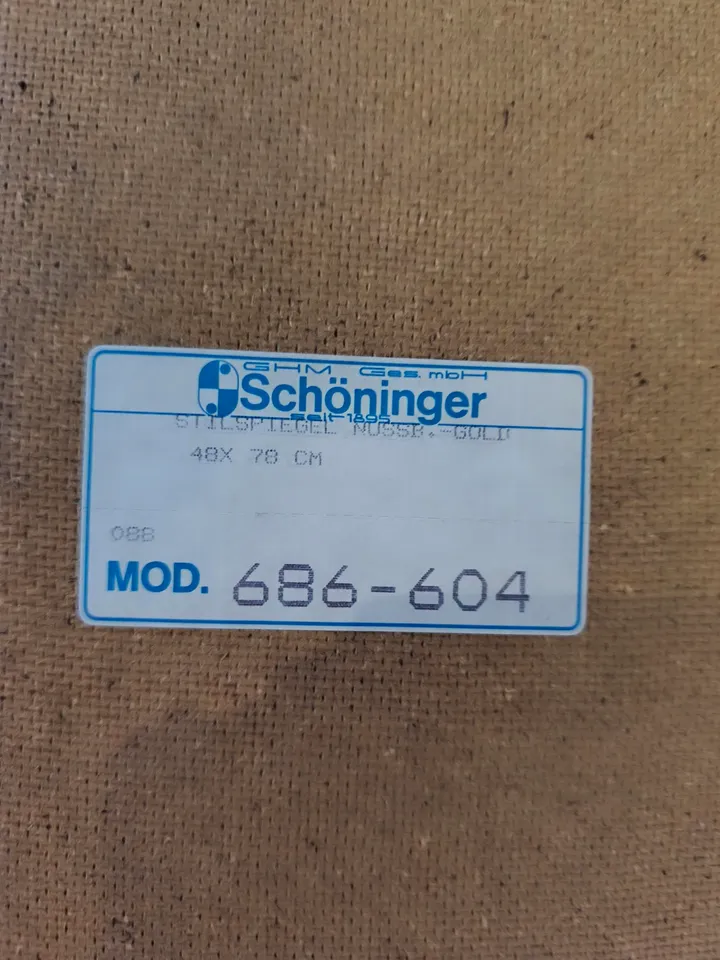 GHM Ges. mbH
Schöninger
seit 1895
STILSPIEGEL NUSSB.-GOLD
48X 78 CM
088
MOD. 686-604